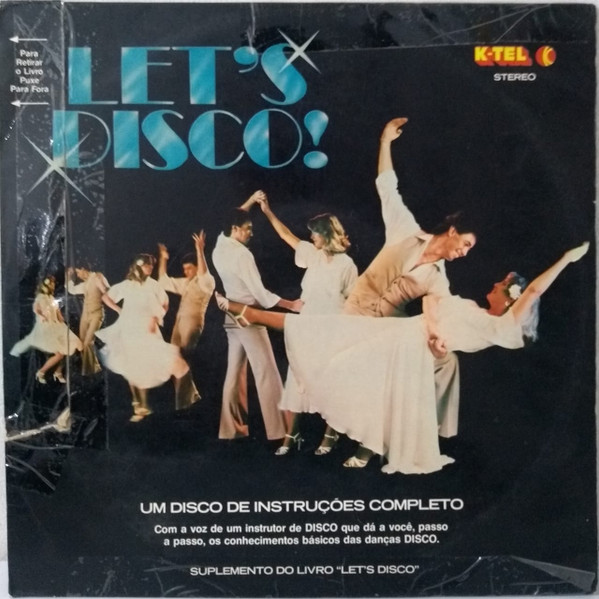 Para
Retirar
o Livro
Puxe
Para Fora
LET'S
DISCO!
K-TEL K
STEREO
UM DISCO DE INSTRUÇÕES COMPLETO
Com a voz de um instrutor de DISCO que dá a você, passo
a passo, os conhecimentos básicos das danças DISCO.
SUPLEMENTO DO LIVRO "LET'S DISCO"